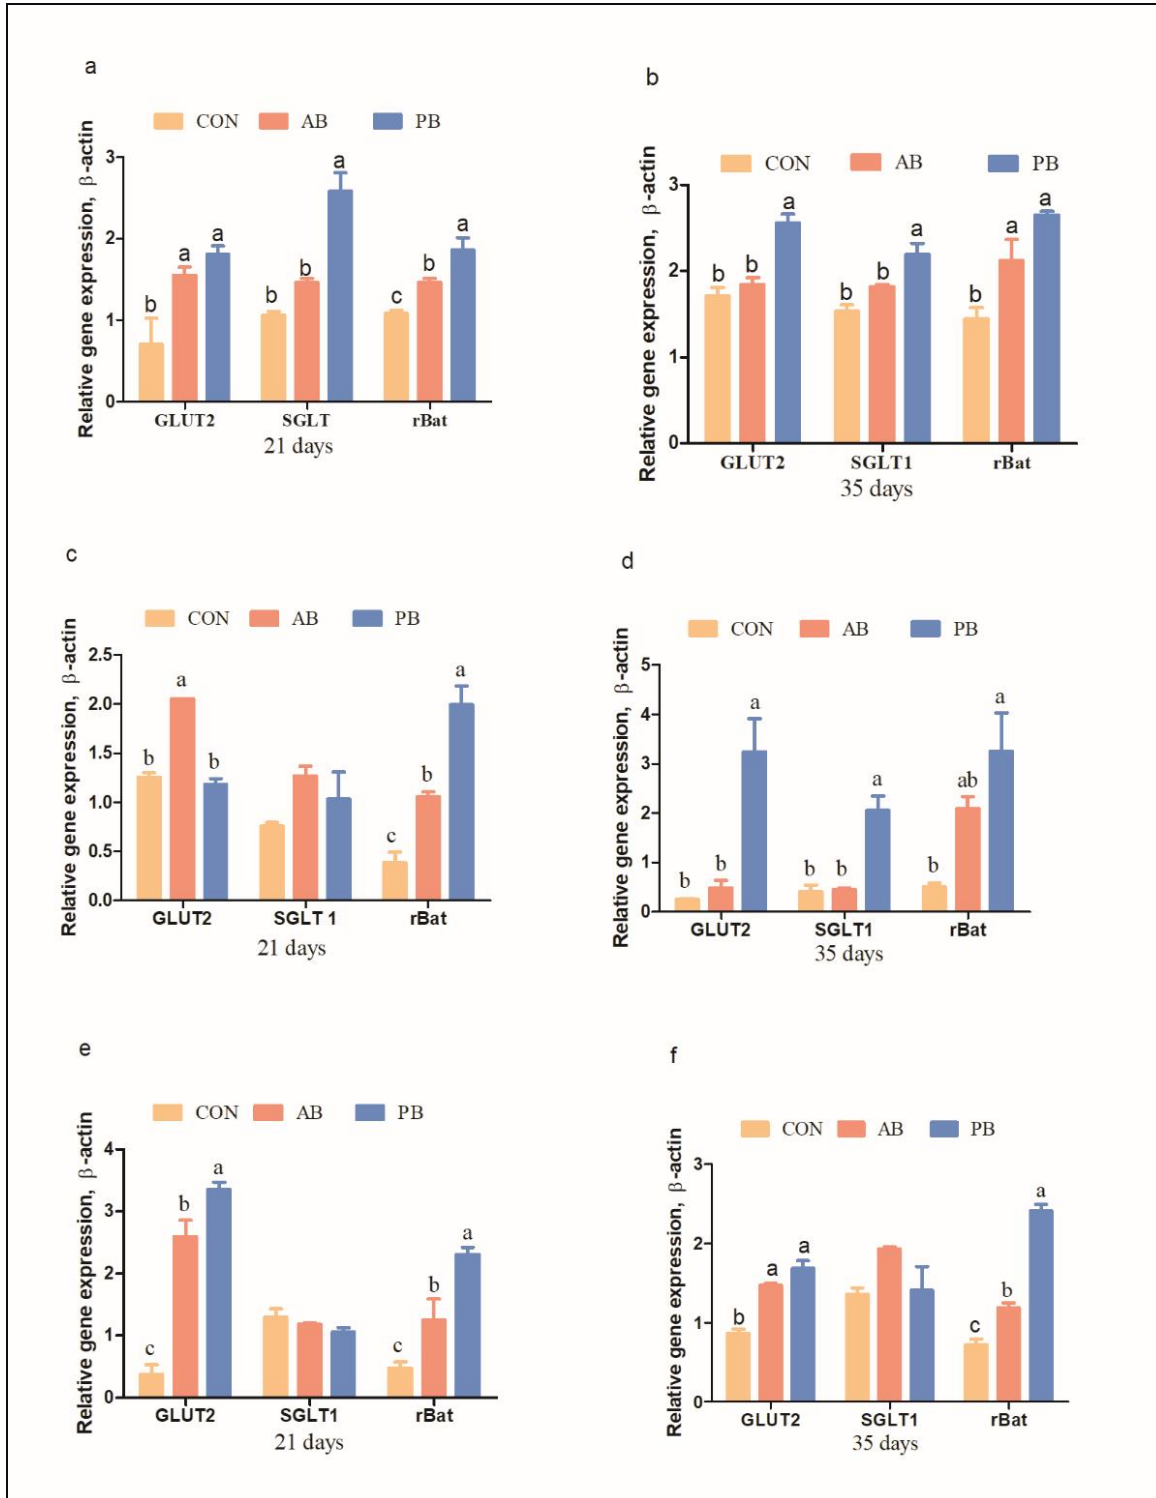 a
CON AB PB
Relative gene expression, β-actin
3
2
1
0
b a a
b b a
c b a
GLUT2 SGLT rBat
21 days
b
CON AB PB
Relative gene expression, β-actin
3
2
1
0
b b a
b b a
b a a
GLUT2 SGLT1 rBat
35 days
c
CON AB PB
Relative gene expression, β-actin
2.5
2.0
1.5
1.0
0.5
0.0
b a b
c b a
GLUT2 SGLT 1 rBat
21 days
d
CON AB PB
Relative gene expression, β-actin
5
4
3
2
1
0
b b a
b b a
b ab a
GLUT2 SGLT1 rBat
35 days
e
CON AB PB
Relative gene expression, β-actin
4
3
2
1
0
c b a
c b a
GLUT2 SGLT1 rBat
21 days
f
CON AB PB
Relative gene expression, β-actin
3
2
1
0
b a a
c b a
GLUT2 SGLT1 rBat
35 days